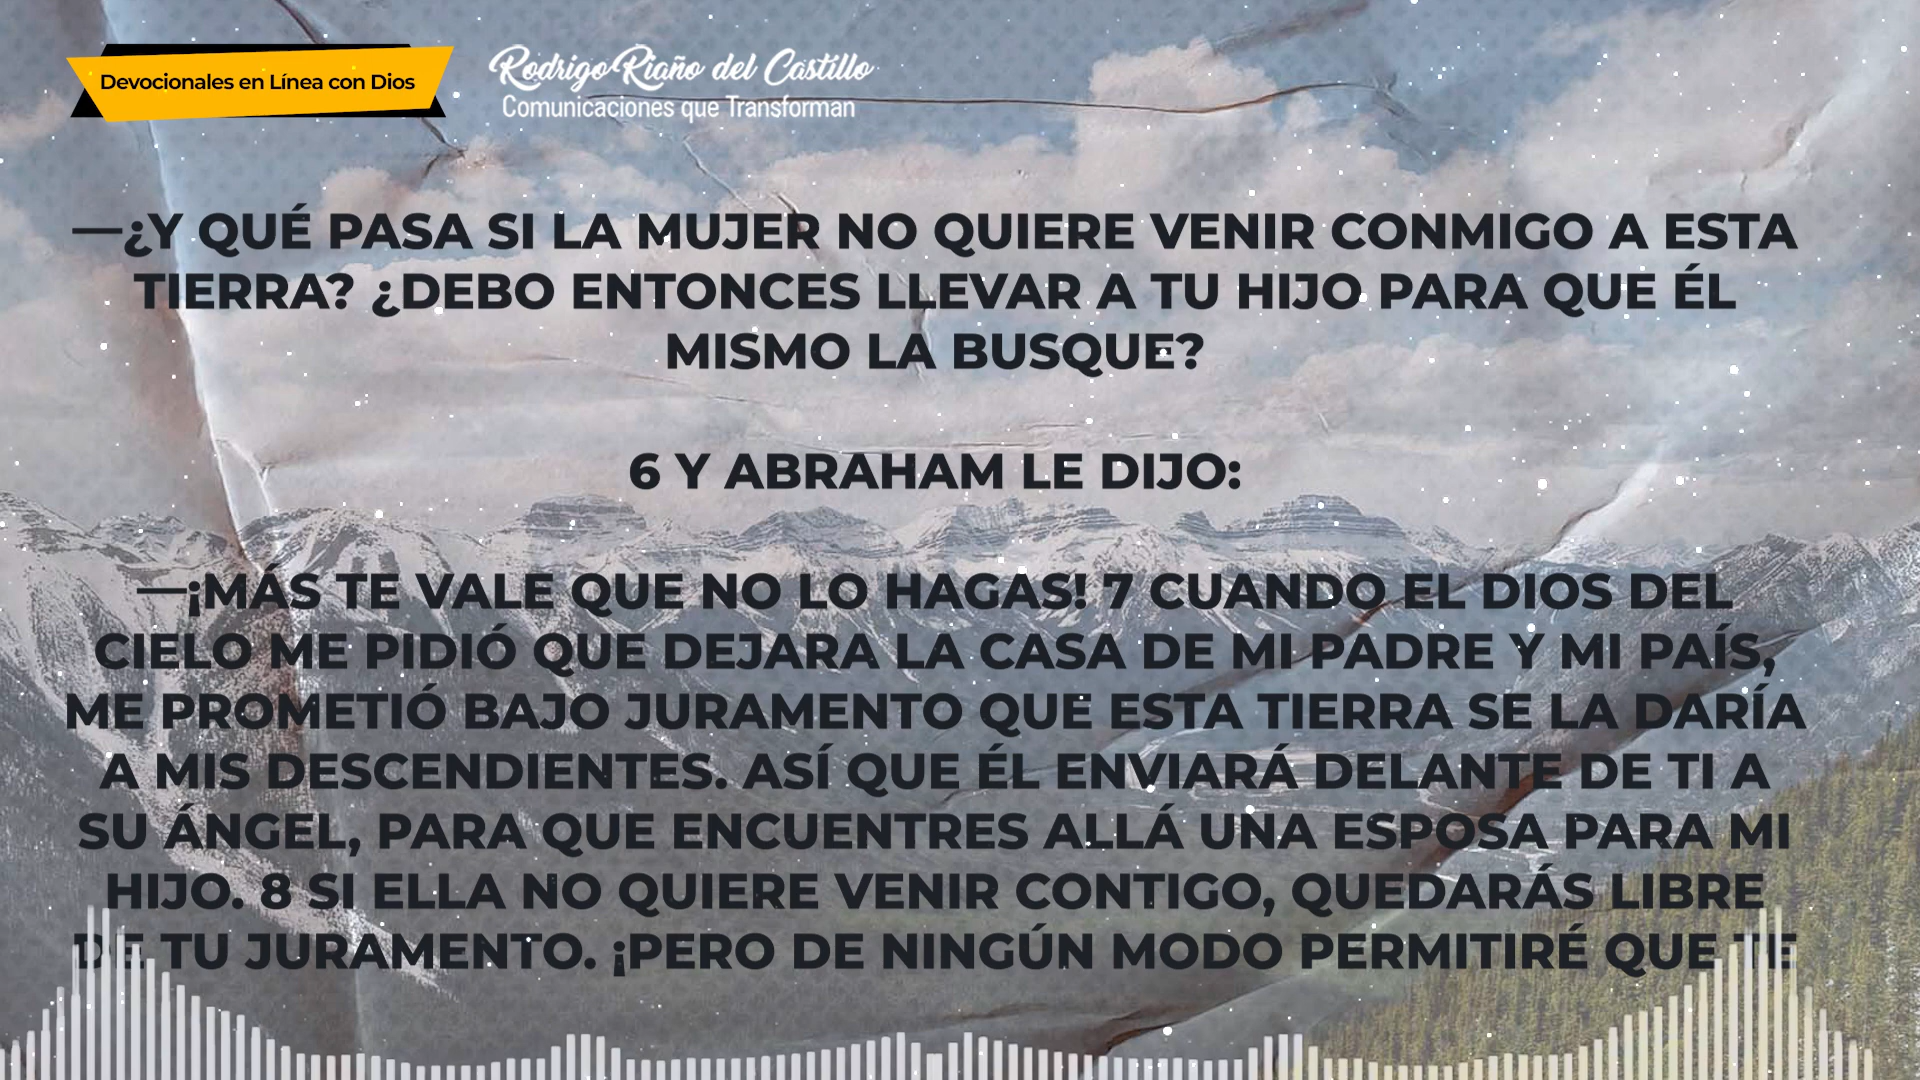 Devocionales en Línea con Dios
Rodrigo Riaño del Castillo
Comunicaciones que Transforman
—¿Y QUÉ PASA SI LA MUJER NO QUIERE VENIR CONMIGO A ESTA
TIERRA? ¿DEBO ENTONCES LLEVAR A TU HIJO PARA QUE ÉL
MISMO LA BUSQUE?
6 Y ABRAHAM LE DIJO:
—¡MÁS TE VALE QUE NO LO HAGAS! 7 CUANDO EL DIOS DEL
CIELO ME PIDIÓ QUE DEJARA LA CASA DE MI PADRE Y MI PAÍS,
ME PROMETIÓ BAJO JURAMENTO QUE ESTA TIERRA SE LA DARÍA
A MIS DESCENDIENTES. ASÍ QUE ÉL ENVIARÁ DELANTE DE TI A
SU ÁNGEL, PARA QUE ENCUENTRES ALLÁ UNA ESPOSA PARA MI
HIJO. 8 SI ELLA NO QUIERE VENIR CONTIGO, QUEDARÁS LIBRE
DE TU JURAMENTO. ¡PERO DE NINGÚN MODO PERMITIRÉ QUE TE